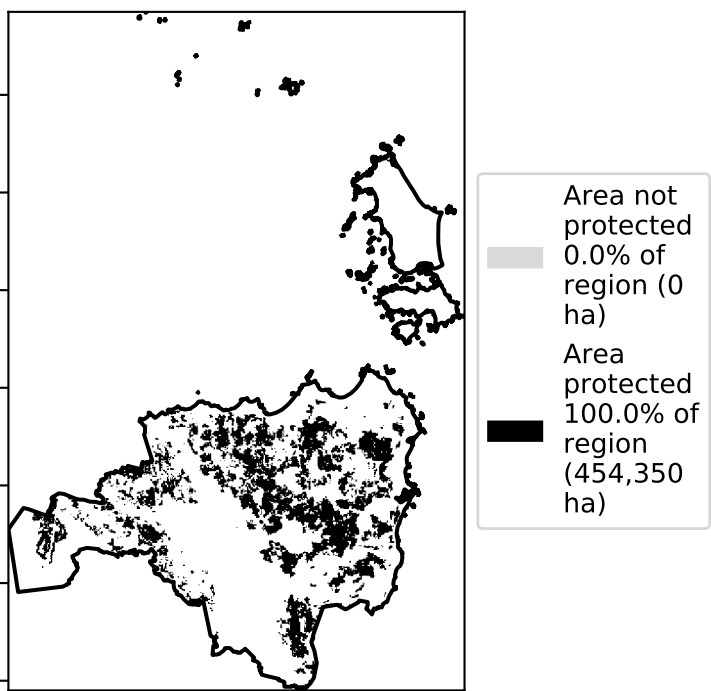 Area not
protected
0.0% of
region (0
ha)
Area
protected
100.0% of
region
(454,350
ha)